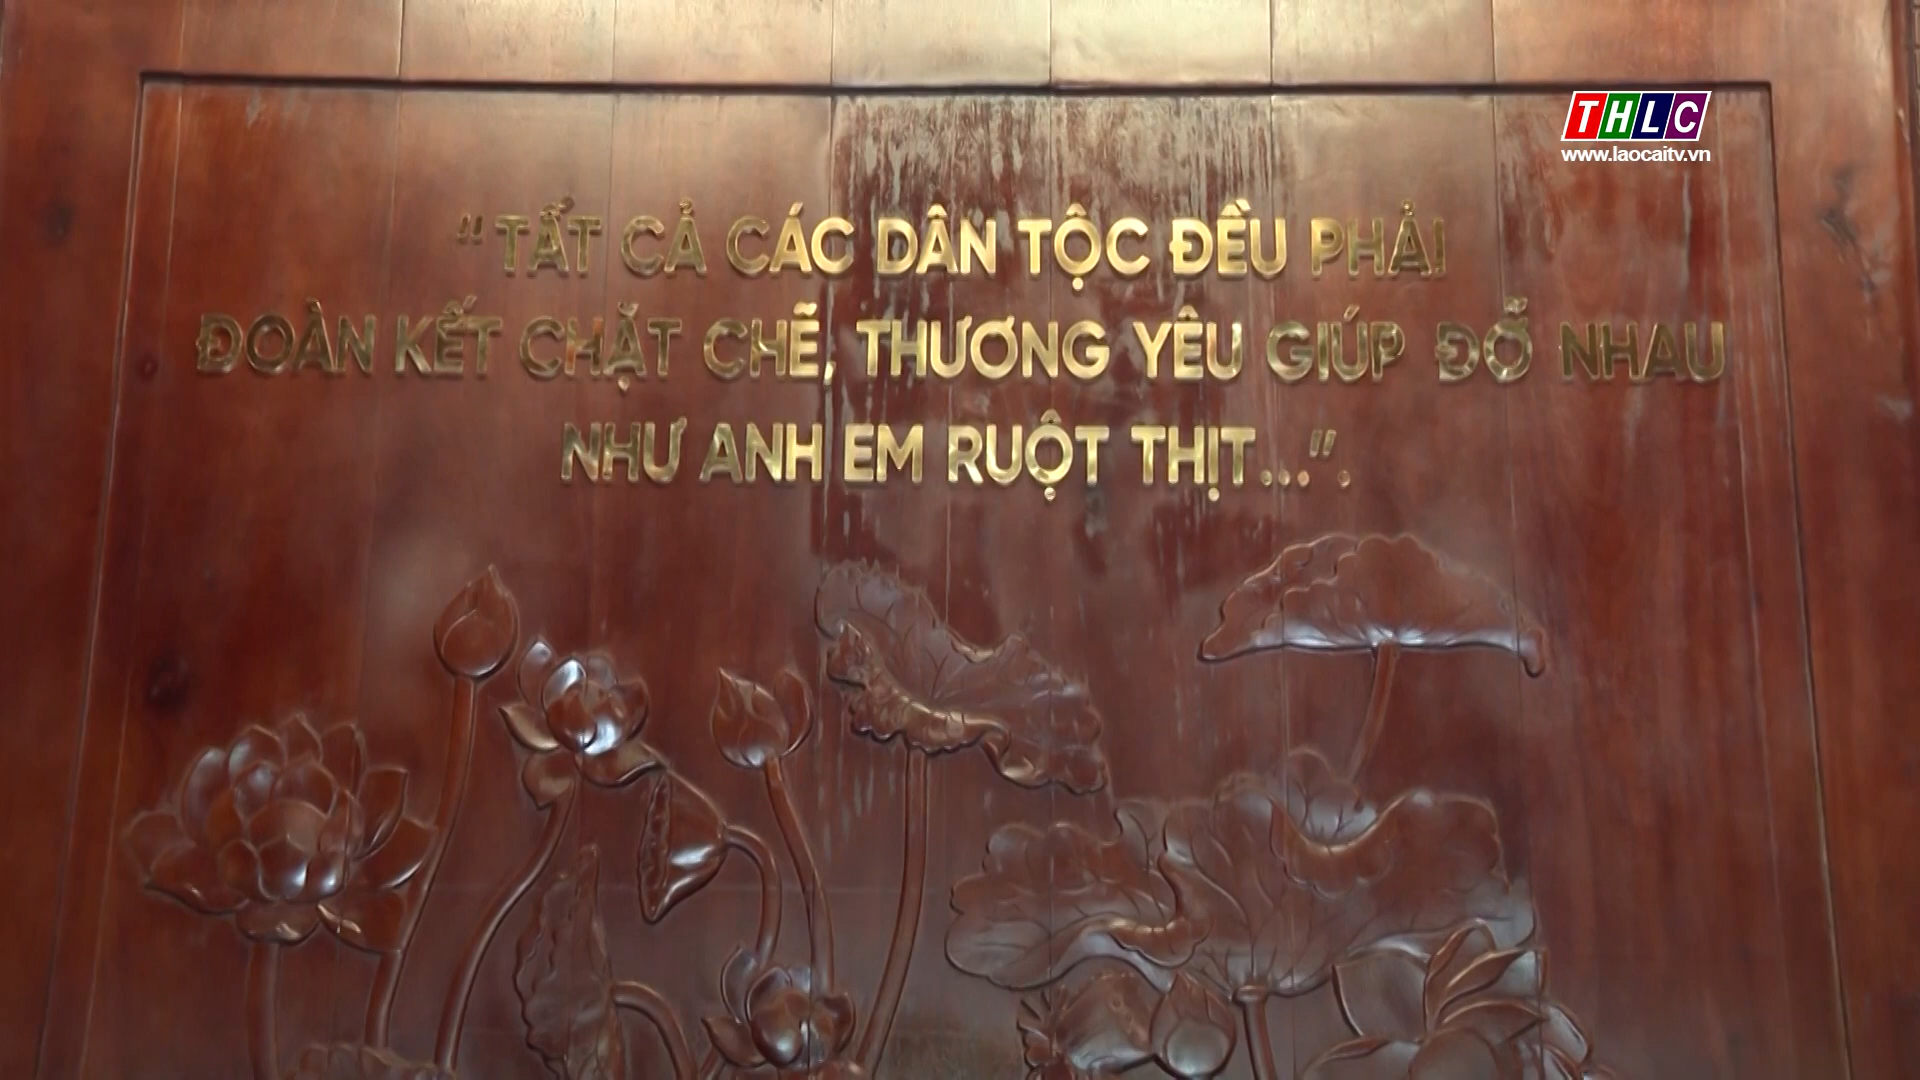 THLC
www.laocaitv.vn
“TẤT CẢ CÁC DÂN TỘC ĐỀU PHẢI
ĐOÀN KẾT CHẶT CHẼ, THƯƠNG YÊU GIÚP ĐỠ NHAU
NHƯ ANH EM RUỘT THỊT...”.